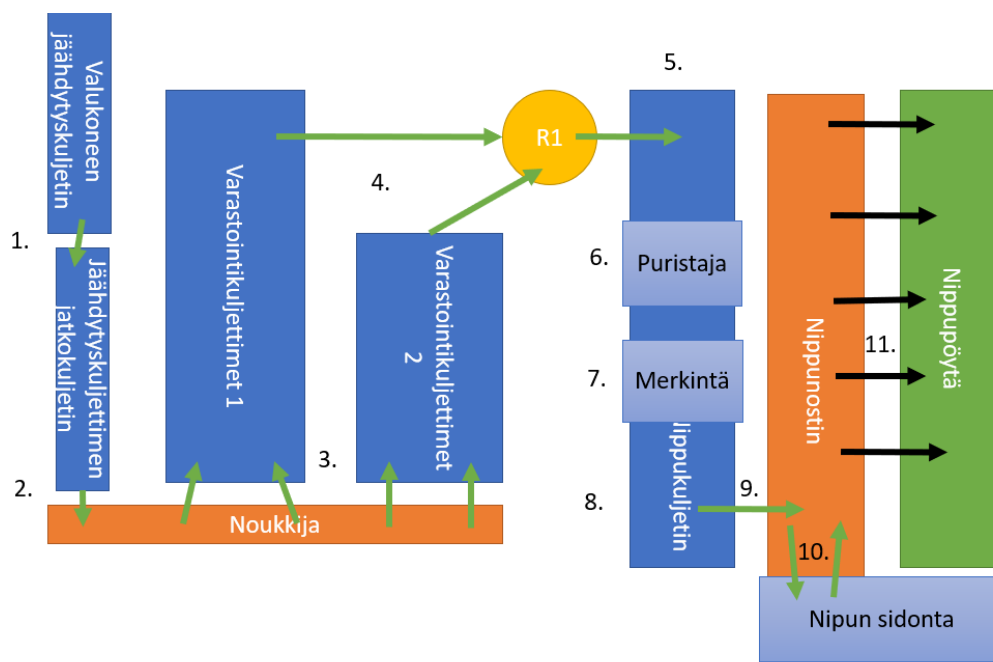 Valukoneen
jäähdytyskuljetin
1.
Jäähdytyskuljettimen
jatkokuljetin
2.
Noukkija
Varastointikuljettimet 1
3.
Varastointikuljettimet
2
4.
R1
5.
6.
Puristaja
7.
Merkintä
8.
Nippukuljetin
9.
Nippunostin
10.
Nipun sidonta
11.
Nippupöytä